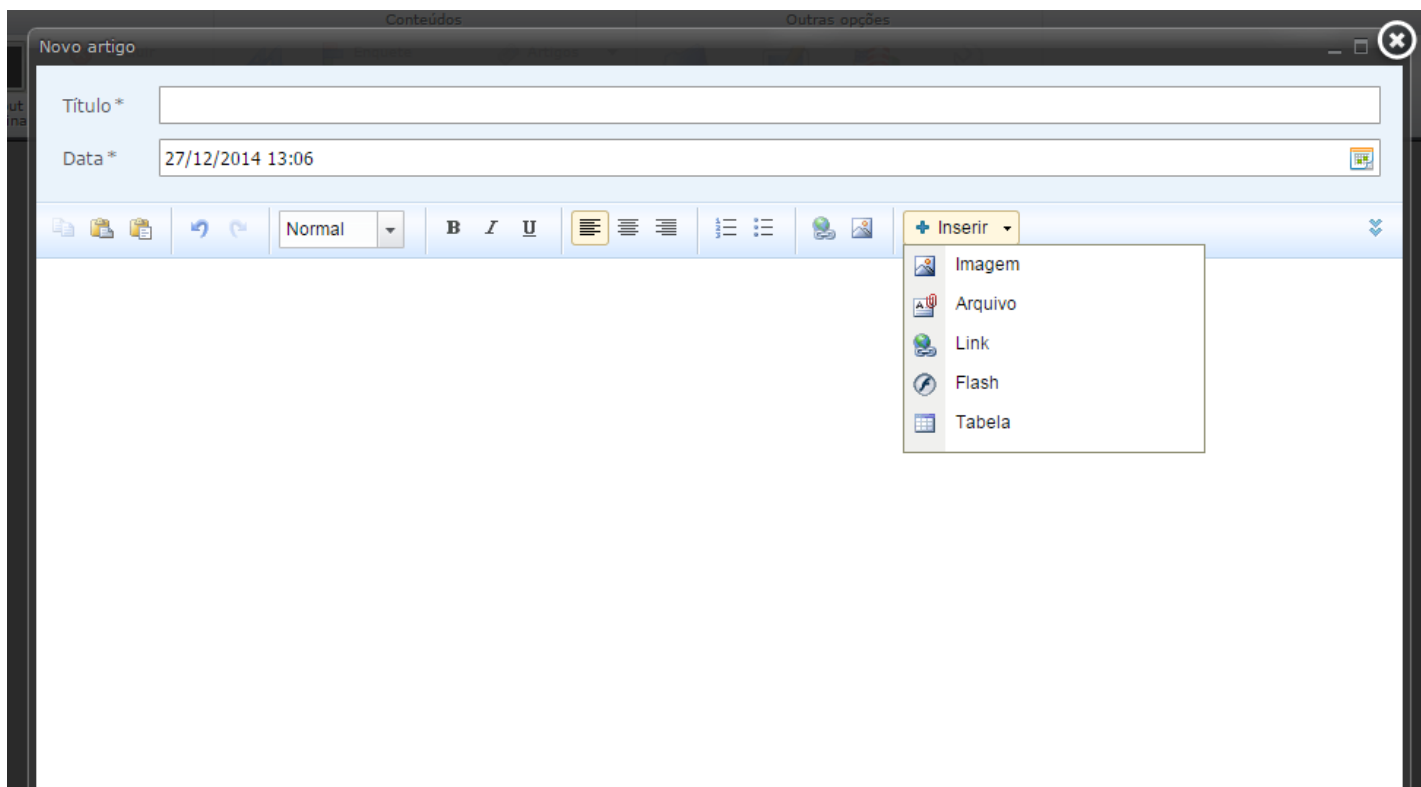 Conteúdos
Outras opções
Novo artigo
Título *
Data *
27/12/2014 13:06
Normal
B I U
Inserir
Imagem
Arquivo
Link
Flash
Tabela